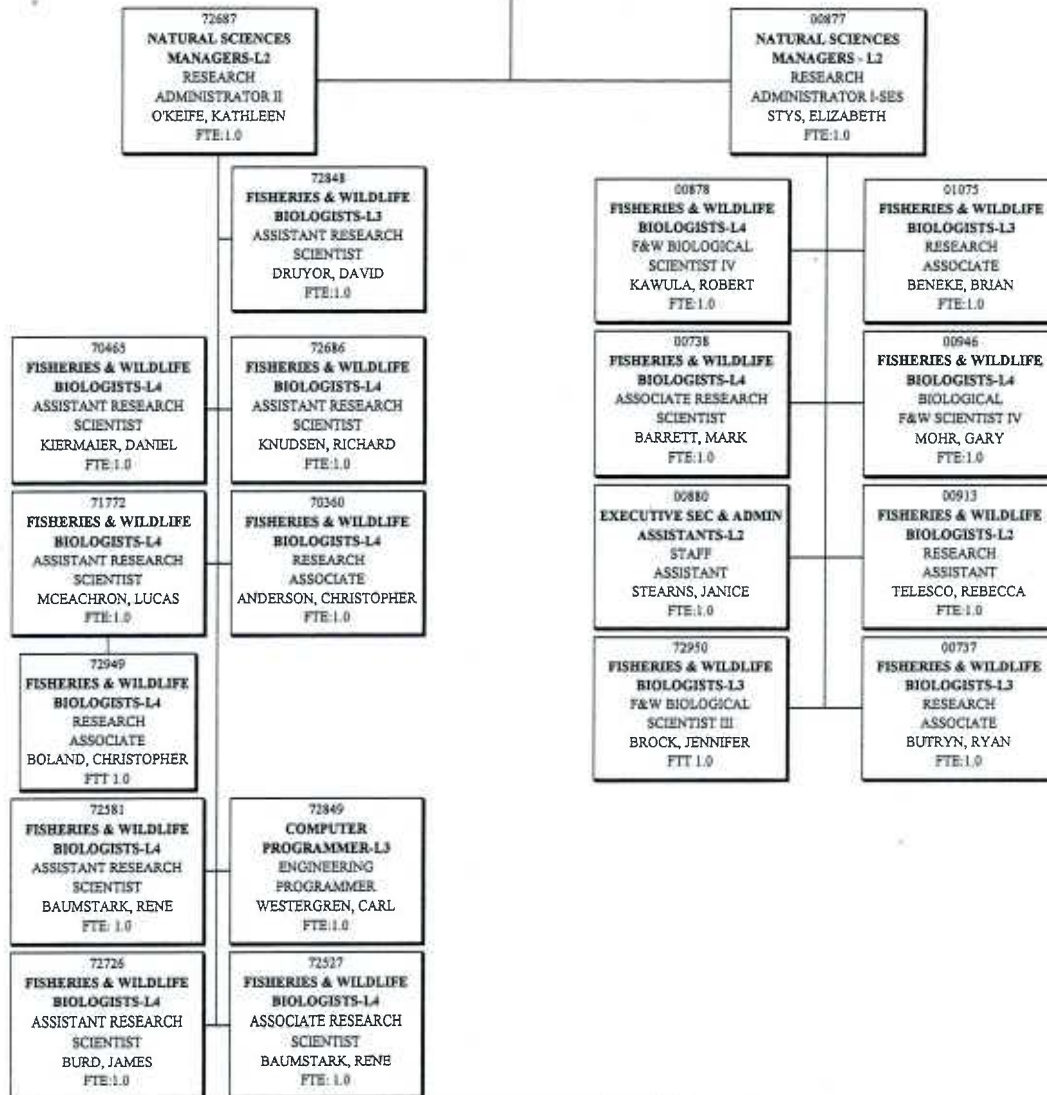 72687
NATURAL SCIENCES
MANAGERS-L2
RESEARCH
ADMINISTRATOR II
O'KEIFE, KATHLEEN
FTE:1.0
00877
NATURAL SCIENCES
MANAGERS - L2
RESEARCH
ADMINISTRATOR I-SES
STYS, ELIZABETH
FTE:1.0
72848
FISHERIES & WILDLIFE
BIOLOGISTS-L3
ASSISTANT RESEARCH
SCIENTIST
DRUYOR, DAVID
FTE:1.0
70465
FISHERIES & WILDLIFE
BIOLOGISTS-L4
ASSISTANT RESEARCH
SCIENTIST
KIERMAIER, DANIEL
FTE:1.0
72686
FISHERIES & WILDLIFE
BIOLOGISTS-L4
ASSISTANT RESEARCH
SCIENTIST
KNUDSEN, RICHARD
FTE:1.0
71772
FISHERIES & WILDLIFE
BIOLOGISTS-L4
ASSISTANT RESEARCH
SCIENTIST
MCEACHRON, LUCAS
FTE:1.0
70360
FISHERIES & WILDLIFE
BIOLOGISTS-L4
RESEARCH
ASSOCIATE
ANDERSON, CHRISTOPHER
FTE:1.0
72949
FISHERIES & WILDLIFE
BIOLOGISTS-L4
RESEARCH
ASSOCIATE
BOLAND, CHRISTOPHER
FTT 1.0
72581
FISHERIES & WILDLIFE
BIOLOGISTS-L4
ASSISTANT RESEARCH
SCIENTIST
BAUMSTARK, RENE
FTE: 1.0
72849
COMPUTER
PROGRAMMER-L3
ENGINEERING
PROGRAMMER
WESTERGREN, CARL
FTE:1.0
72726
FISHERIES & WILDLIFE
BIOLOGISTS-L4
ASSISTANT RESEARCH
SCIENTIST
BURD, JAMES
FTE:1.0
72527
FISHERIES & WILDLIFE
BIOLOGISTS-L4
ASSOCIATE RESEARCH
SCIENTIST
BAUMSTARK, RENE
FTE: 1.0
00878
FISHERIES & WILDLIFE
BIOLOGISTS-L4
F&W BIOLOGICAL
SCIENTIST IV
KAWULA, ROBERT
FTE:1.0
01075
FISHERIES & WILDLIFE
BIOLOGISTS-L3
RESEARCH
ASSOCIATE
BENEKE, BRIAN
FTE:1.0
00738
FISHERIES & WILDLIFE
BIOLOGISTS-L4
ASSOCIATE RESEARCH
SCIENTIST
BARRETT, MARK
FTE:1.0
00946
FISHERIES & WILDLIFE
BIOLOGISTS-L4
BIOLOGICAL
F&W SCIENTIST IV
MOHR, GARY
FTE:1.0
00880
EXECUTIVE SEC & ADMIN
ASSISTANTS-L2
STAFF
ASSISTANT
STEARNS, JANICE
FTE:1.0
00913
FISHERIES & WILDLIFE
BIOLOGISTS-L2
RESEARCH
ASSISTANT
TELESCO, REBECCA
FTE:1.0
72950
FISHERIES & WILDLIFE
BIOLOGISTS-L3
F&W BIOLOGICAL
SCIENTIST III
BROCK, JENNIFER
FTT 1.0
00737
FISHERIES & WILDLIFE
BIOLOGISTS-L3
RESEARCH
ASSOCIATE
BUTRYN, RYAN
FTE:1.0